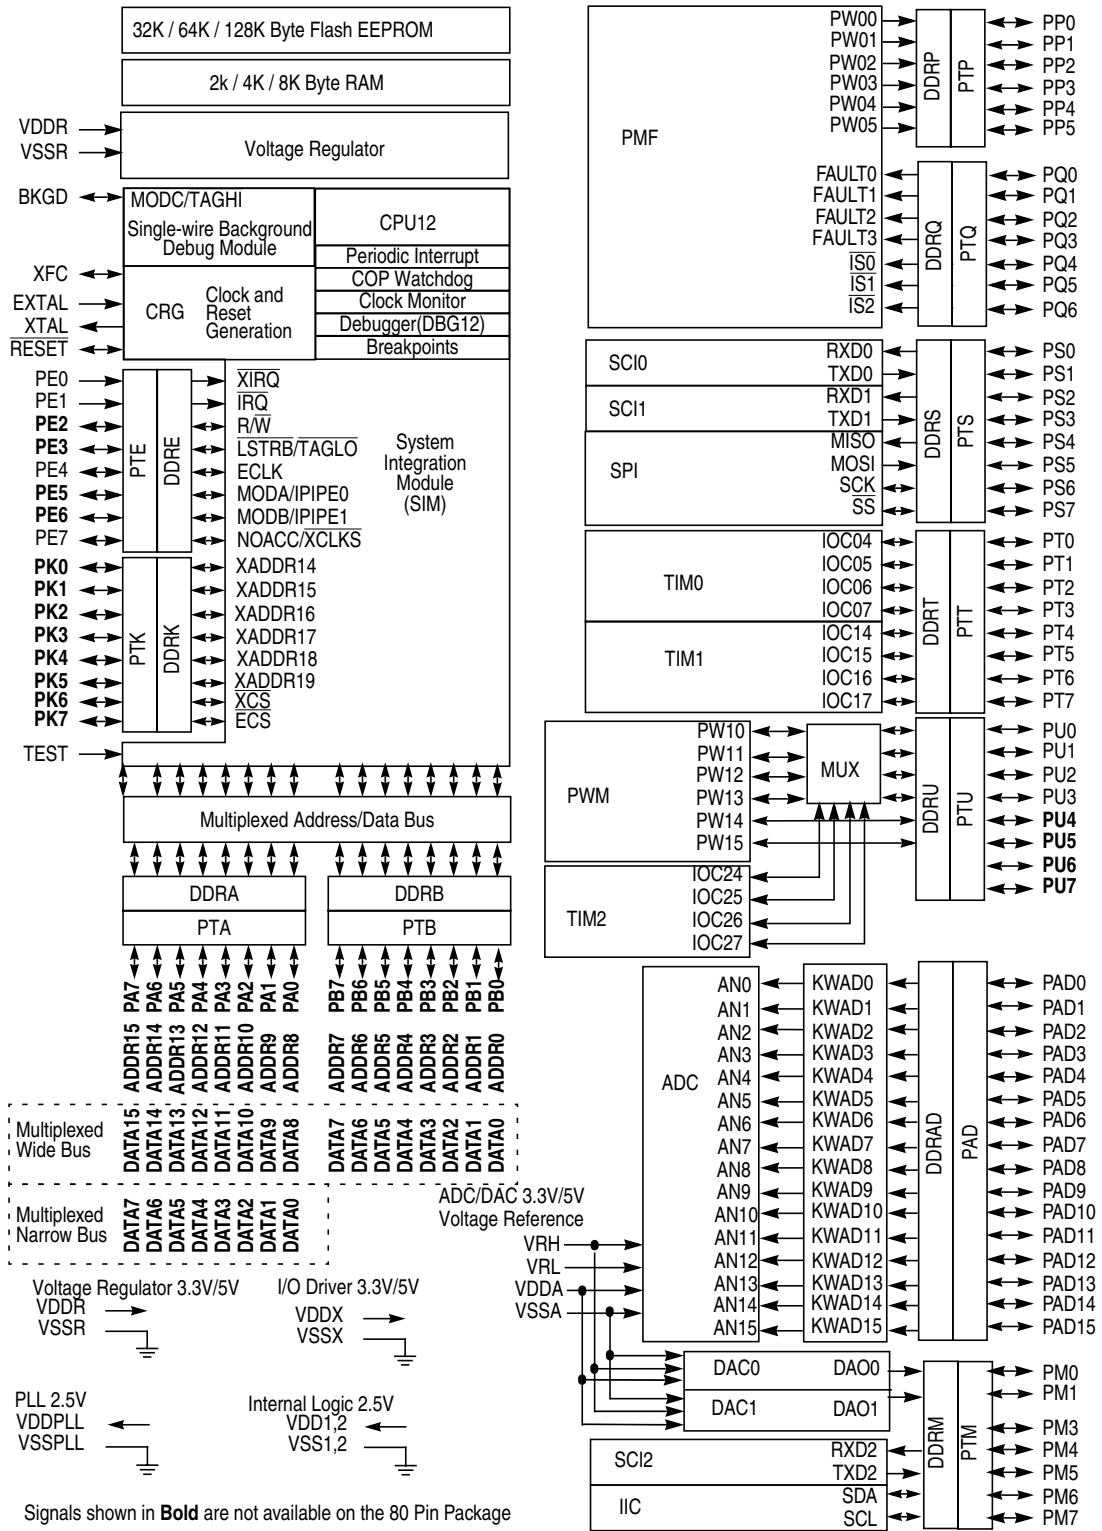 32K / 64K / 128K Byte Flash EEPROM
2k / 4K / 8K Byte RAM
VDDR
VSSR
Voltage Regulator
BKGD
MODC/TAGHI
Single-wire Background
Debug Module
CPU12
Periodic Interrupt
COP Watchdog
Clock Monitor
Debugger(DBG12)
Breakpoints
XFC
EXTAL
XTAL
RESET
CRG
Clock and
Reset
Generation
PE0
PE1
PE2
PE3
PE4
PE5
PE6
PE7
PTE
DDRE
XIRQ
IRQ
R/W
LSTRB/TAGLO
ECLK
MODA/IPIPE0
MODB/IPIPE1
NOACC/XCLKS
System
Integration
Module
(SIM)
PK0
PK1
PK2
PK3
PK4
PK5
PK6
PK7
PTK
DDRK
XADDR14
XADDR15
XADDR16
XADDR17
XADDR18
XADDR19
XCS
ECS
TEST
Multiplexed Address/Data Bus
DDRA
DDRB
PTA
PTB
PA7
PA6
PA5
PA4
PA3
PA2
PA1
PA0
PB7
PB6
PB5
PB4
PB3
PB2
PB1
PB0
ADDR15
ADDR14
ADDR13
ADDR12
ADDR11
ADDR10
ADDR9
ADDR8
ADDR7
ADDR6
ADDR5
ADDR4
ADDR3
ADDR2
ADDR1
ADDR0
Multiplexed
Wide Bus
DATA15
DATA14
DATA13
DATA12
DATA11
DATA10
DATA9
DATA8
DATA7
DATA6
DATA5
DATA4
DATA3
DATA2
DATA1
DATA0
Multiplexed
Narrow Bus
DATA7
DATA6
DATA5
DATA4
DATA3
DATA2
DATA1
DATA0
Voltage Regulator 3.3V/5V
VDDR
VSSR
I/O Driver 3.3V/5V
VDDX
VSSX
PLL 2.5V
VDDPLL
VSSPLL
Internal Logic 2.5V
VDD1,2
VSS1,2
Signals shown in Bold are not available on the 80 Pin Package
PMF
PW00
PW01
PW02
PW03
PW04
PW05
DDRP
PTP
PP0
PP1
PP2
PP3
PP4
PP5
FAULT0
FAULT1
FAULT2
FAULT3
IS0
IS1
IS2
DDRQ
PTQ
PQ0
PQ1
PQ2
PQ3
PQ4
PQ5
PQ6
SCI0
RXD0
TXD0
SCI1
RXD1
TXD1
SPI
MISO
MOSI
SCK
SS
DDRS
PTS
PS0
PS1
PS2
PS3
PS4
PS5
PS6
PS7
TIM0
IOC04
IOC05
IOC06
IOC07
TIM1
IOC14
IOC15
IOC16
IOC17
DDRT
PTT
PT0
PT1
PT2
PT3
PT4
PT5
PT6
PT7
PWM
PW10
PW11
PW12
PW13
PW14
PW15
MUX
DDRU
PTU
PU0
PU1
PU2
PU3
PU4
PU5
PU6
PU7
TIM2
IOC24
IOC25
IOC26
IOC27
ADC
AN0
AN1
AN2
AN3
AN4
AN5
AN6
AN7
AN8
AN9
AN10
AN11
AN12
AN13
AN14
AN15
KWAD0
KWAD1
KWAD2
KWAD3
KWAD4
KWAD5
KWAD6
KWAD7
KWAD8
KWAD9
KWAD10
KWAD11
KWAD12
KWAD13
KWAD14
KWAD15
DDRAD
PAD
PAD0
PAD1
PAD2
PAD3
PAD4
PAD5
PAD6
PAD7
PAD8
PAD9
PAD10
PAD11
PAD12
PAD13
PAD14
PAD15
ADC/DAC 3.3V/5V
Voltage Reference
VRH
VRL
VDDA
VSSA
DAC0
DAO0
DAC1
DAO1
SCI2
RXD2
TXD2
IIC
SDA
SCL
DDRM
PTM
PM0
PM1
PM3
PM4
PM5
PM6
PM7